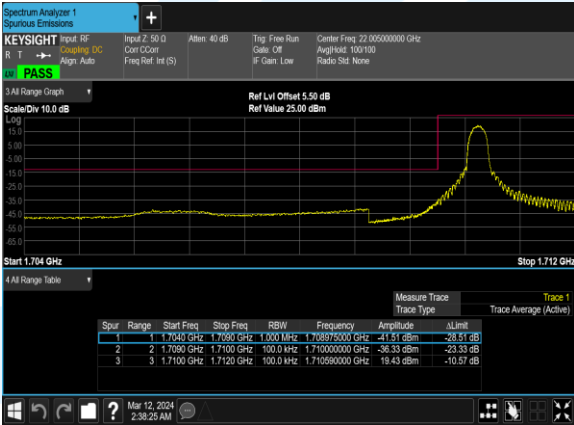 Spectrum Analyzer 1
Spurious Emissions
+
KEYSIGHT
R T
LW
PASS
Input: RF
Coupling: DC
Align: Auto
Input Z: 50 Ω
Corr CCorr
Freq Ref: Int (S)
Atten: 40 dB
Trig: Free Run
Gate: Off
IF Gain: Low
Center Freq: 22.005000000 GHz
Avg|Hold: 100/100
Radio Std: None
3 All Range Graph
Scale/Div 10.0 dB
Ref Lvl Offset 5.50 dB
Ref Value 25.00 dBm
Log
15.0
5.00
-5.00
-15.0
-25.0
-35.0
-45.0
-55.0
-65.0
Start 1.704 GHz
Stop 1.712 GHz
4 All Range Table
Measure Trace Trace 1
Trace Type Trace Average (Active)
Spur Range Start Freq Stop Freq RBW Frequency Amplitude ΔLimit
1 1 1.7040 GHz 1.7090 GHz 1.000 MHz 1.708975000 GHz -41.51 dBm -28.51 dB
2 2 1.7090 GHz 1.7100 GHz 100.0 kHz 1.710000000 GHz -36.33 dBm -23.33 dB
3 3 1.7100 GHz 1.7120 GHz 100.0 kHz 1.710590000 GHz 19.43 dBm -10.57 dB
?
Mar 12, 2024
2:38:25 AM